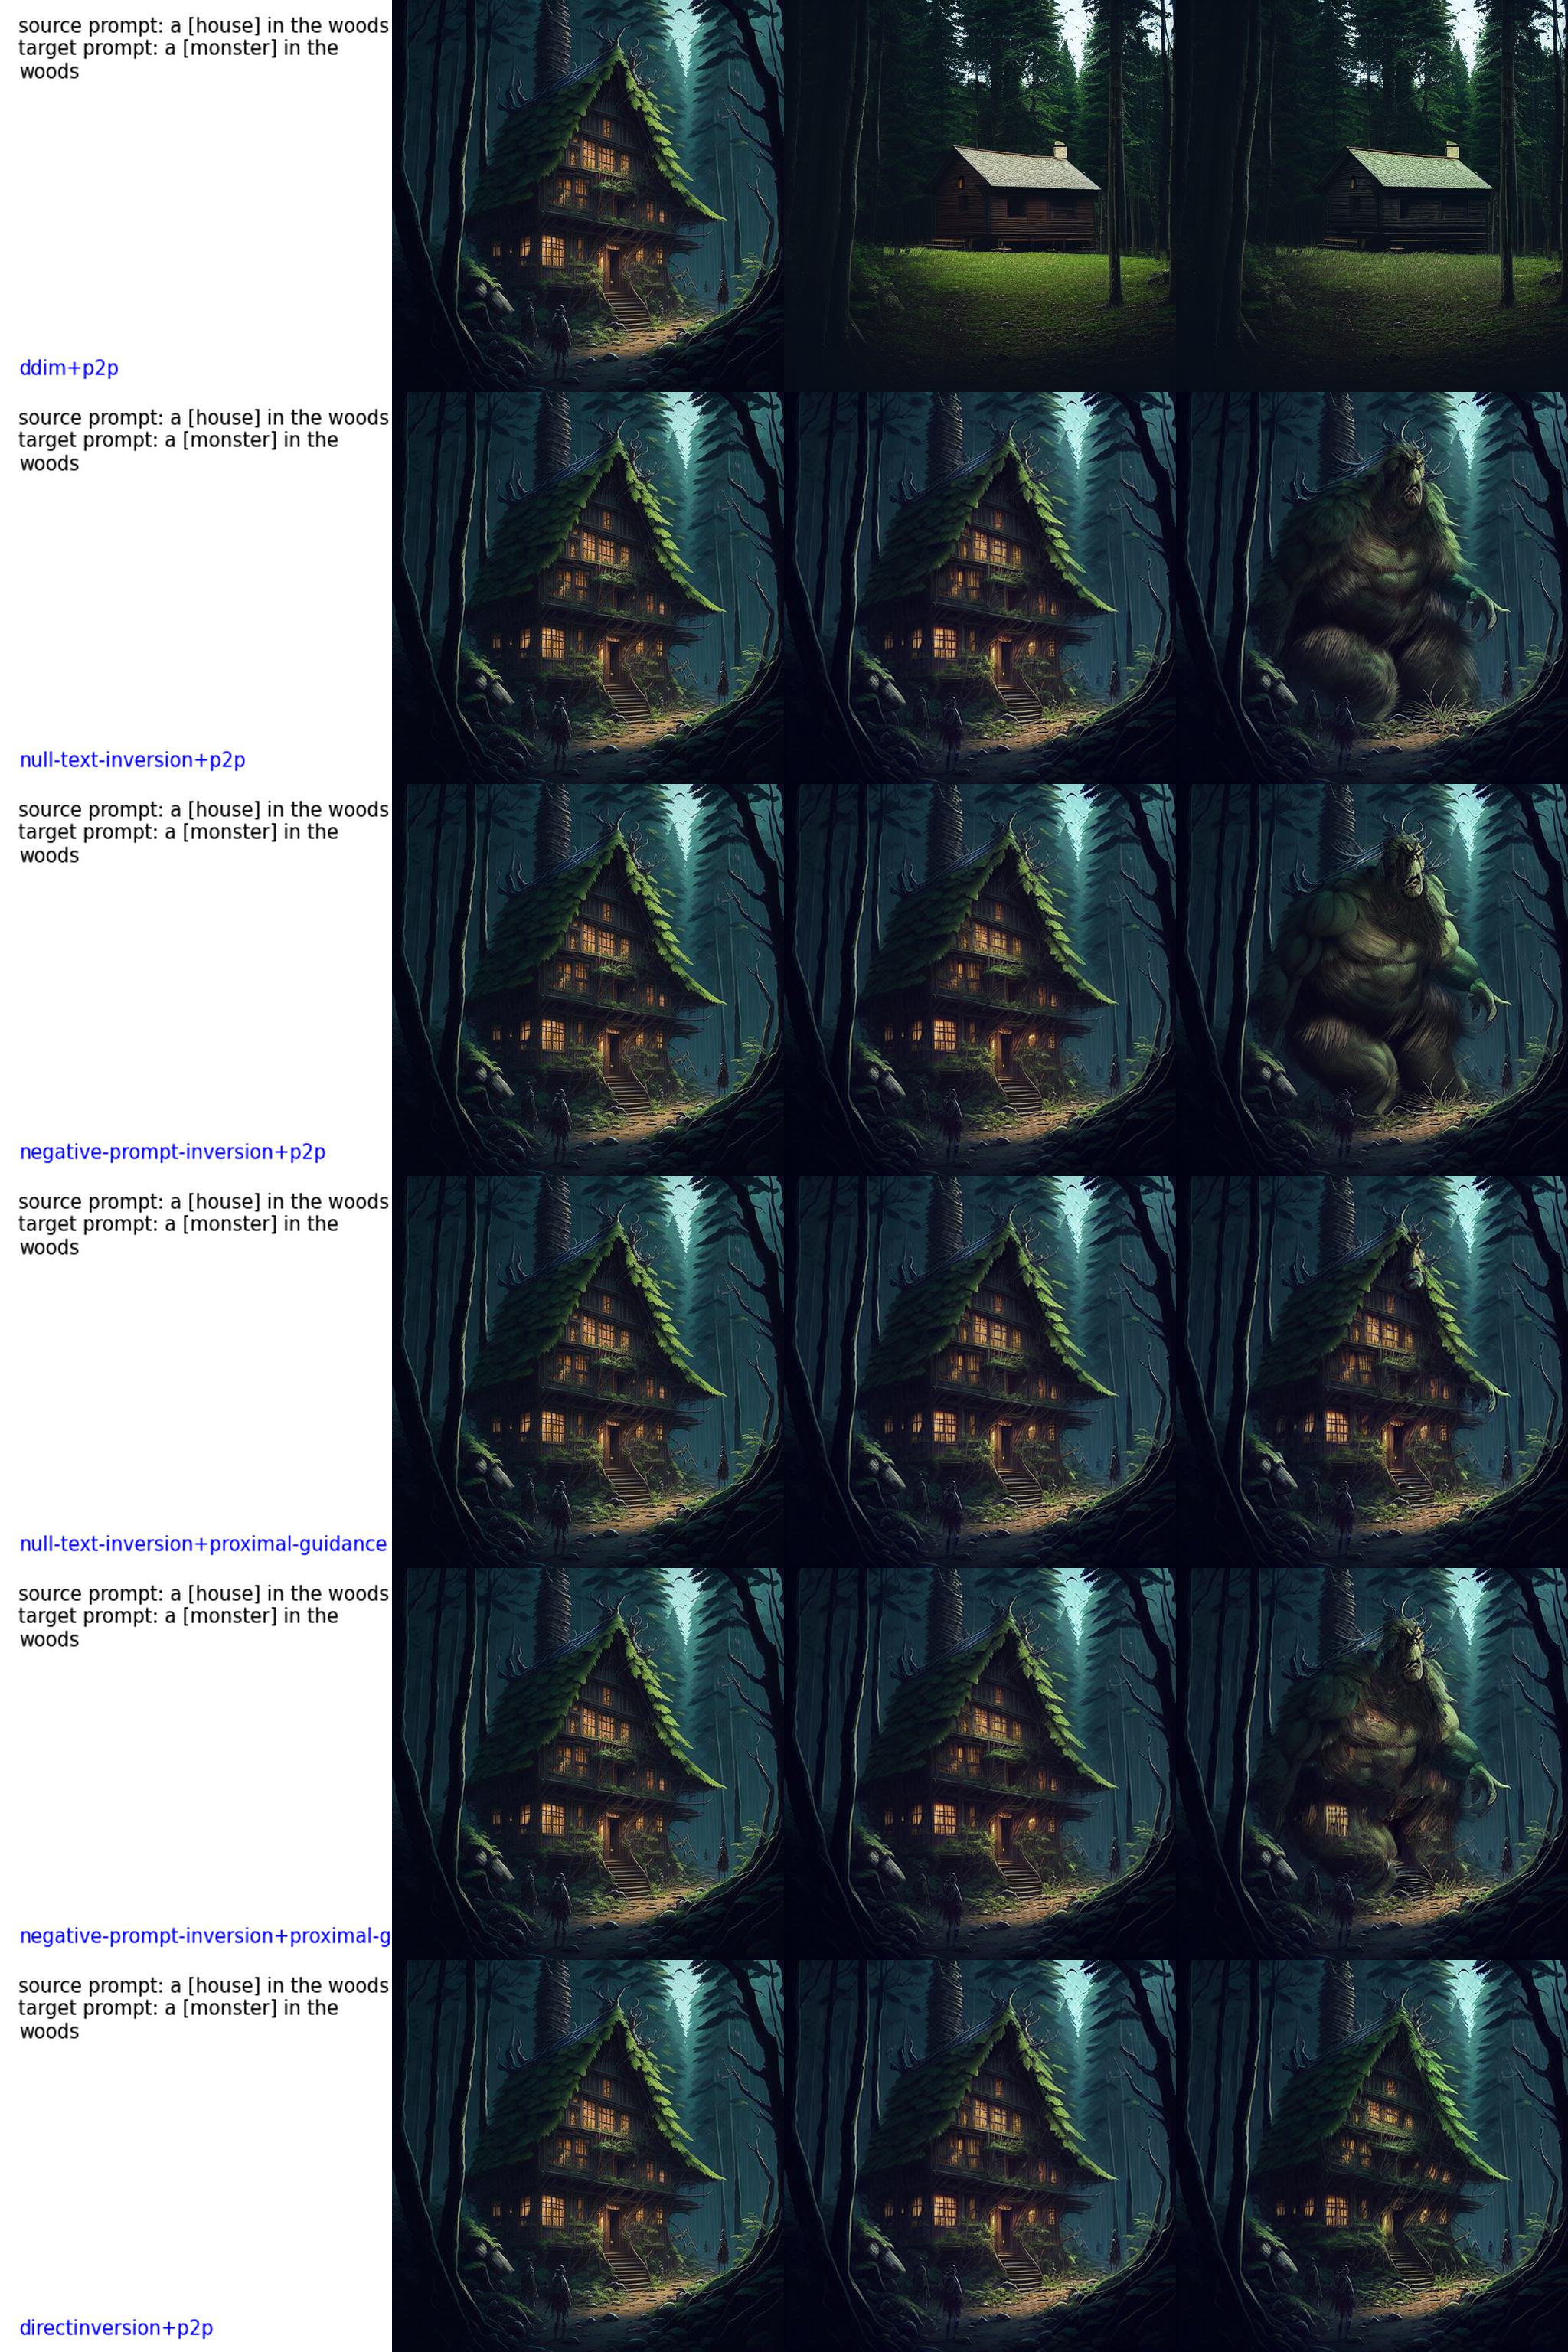 source prompt: a [house] in the woods
target prompt: a [monster] in the
woods
ddim+p2p
source prompt: a [house] in the woods
target prompt: a [monster] in the
woods
null-text-inversion+p2p
source prompt: a [house] in the woods
target prompt: a [monster] in the
woods
negative-prompt-inversion+p2p
source prompt: a [house] in the woods
target prompt: a [monster] in the
woods
null-text-inversion+proximal-guidance
source prompt: a [house] in the woods
target prompt: a [monster] in the
woods
negative-prompt-inversion+proximal-g
source prompt: a [house] in the woods
target prompt: a [monster] in the
woods
directinversion+p2p